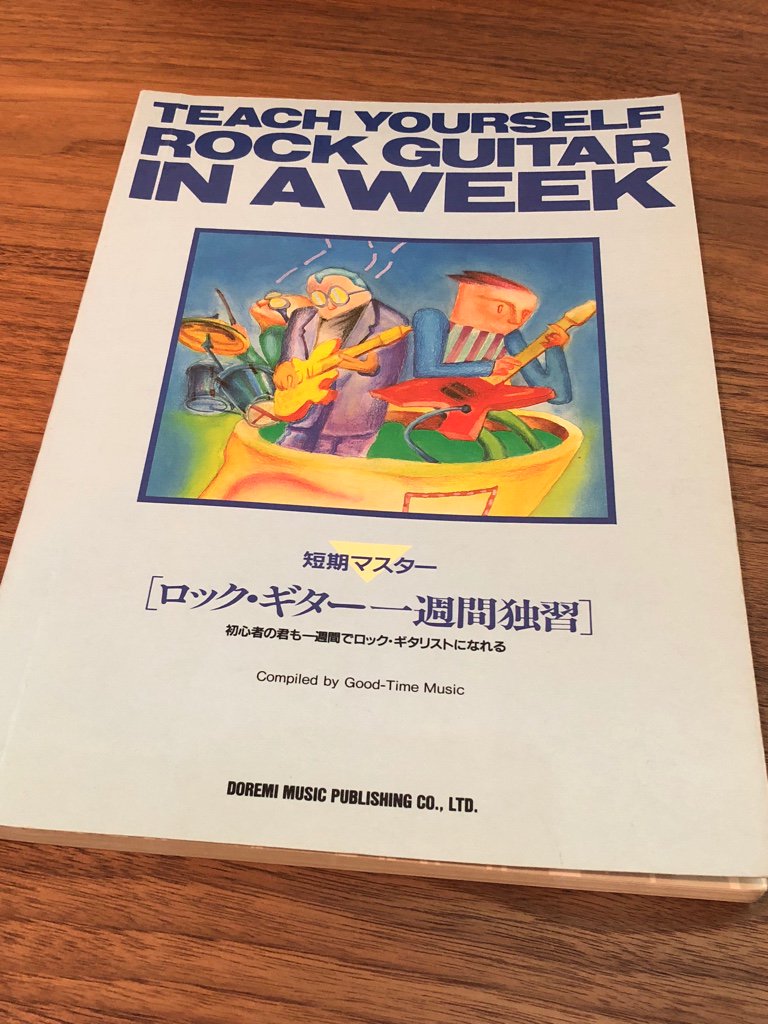 TEACH YOURSELF
ROCK GUITAR
IN A WEEK
短期マスター
[ロック・ギター一週間独習]
初心者の君も一週間でロック・ギタリストになれる
Compiled by Good-Time Music
DOREMI MUSIC PUBLISHING CO., LTD.